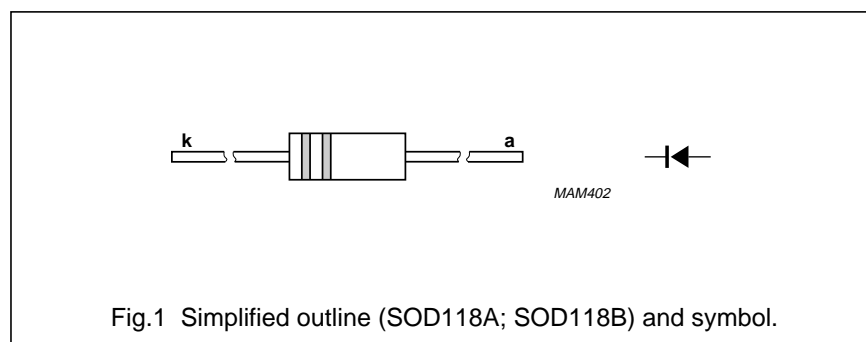 k
a
MAM402
Fig.1 Simplified outline (SOD118A; SOD118B) and symbol.